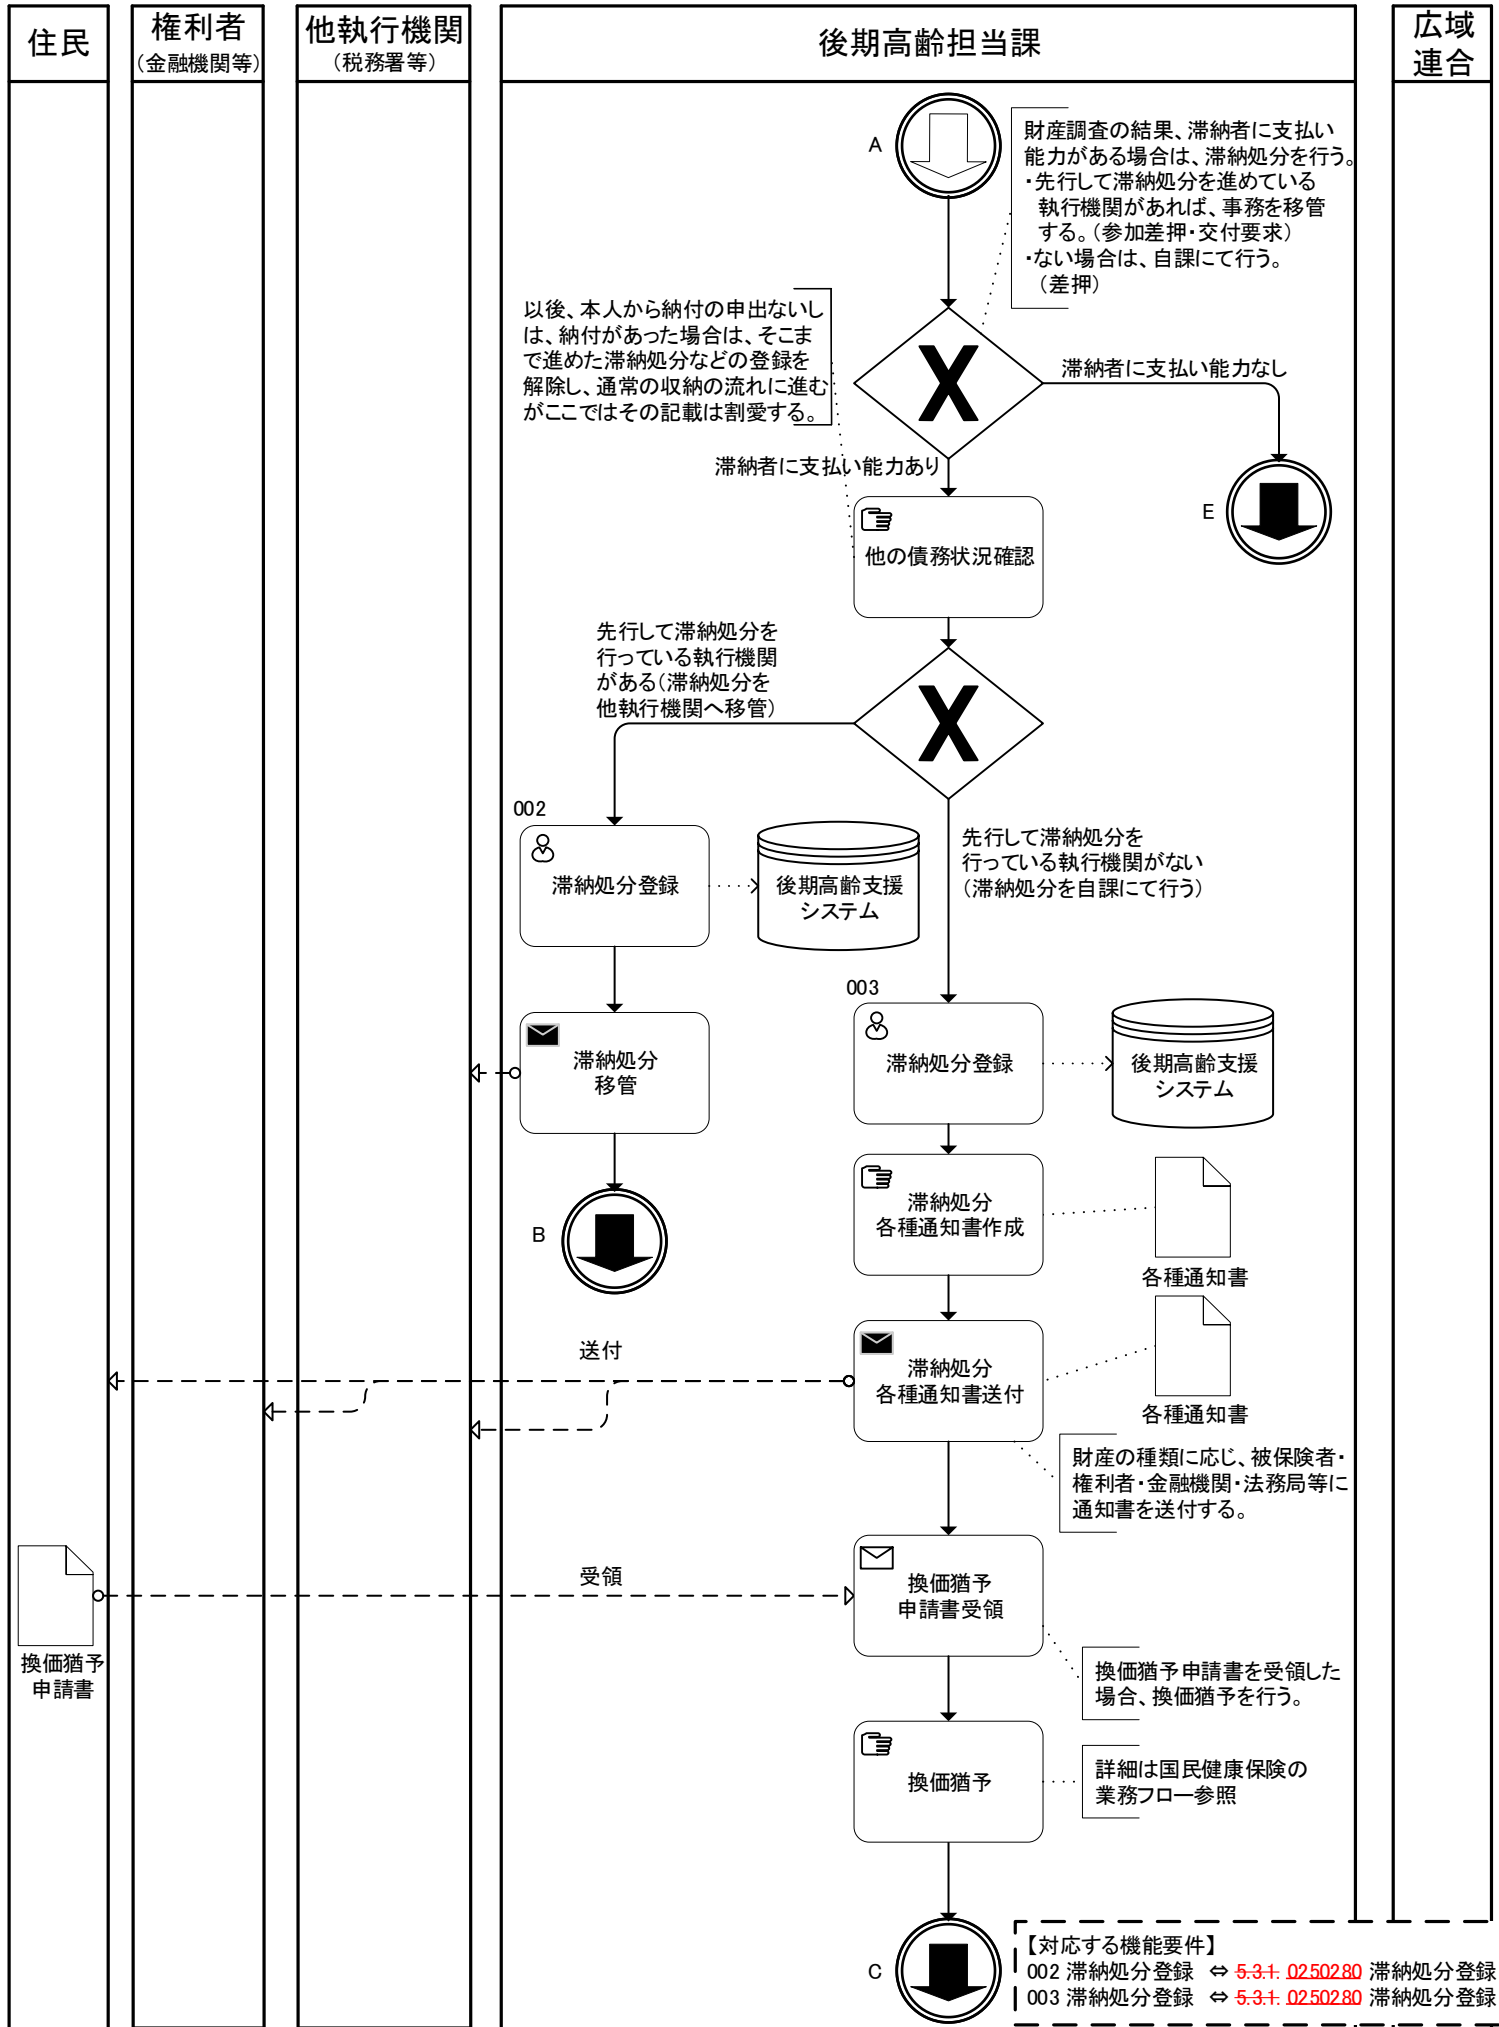 住民
権利者
（金融機関等）
他執行機関
（税務署等）
後期高齢担当課
広域
連合
A
財産調査の結果、滞納者に支払い
能力がある場合は、滞納処分を行う。
・先行して滞納処分を進めている
執行機関があれば、事務を移管
する。（参加差押・交付要求）
・ない場合は、自課にて行う。
（差押）
以後、本人から納付の申出ないし
は、納付があった場合は、そこま
で進めた滞納処分などの登録を
解除し、通常の収納の流れに進む
がここではその記載は割愛する。
滞納者に支払い能力なし
滞納者に支払い能力あり
E
他の債務状況確認
先行して滞納処分を
行っている執行機関
がある（滞納処分を
他執行機関へ移管）
002
滞納処分登録
後期高齢支援
システム
先行して滞納処分を
行っている執行機関がない
（滞納処分を自課にて行う）
003
滞納処分登録
後期高齢支援
システム
滞納処分
移管
B
滞納処分
各種通知書作成
各種通知書
送付
滞納処分
各種通知書送付
各種通知書
財産の種類に応じ、被保険者・
権利者・金融機関・法務局等に
通知書を送付する。
換価猶予
申請書
受領
換価猶予
申請書受領
換価猶予申請書を受領した
場合、換価猶予を行う。
換価猶予
詳細は国民健康保険の
業務フロー参照
C
【対応する機能要件】
002 滞納処分登録 ⇔ 5.3.1. 0250280 滞納処分登録
003 滞納処分登録 ⇔ 5.3.1. 0250280 滞納処分登録